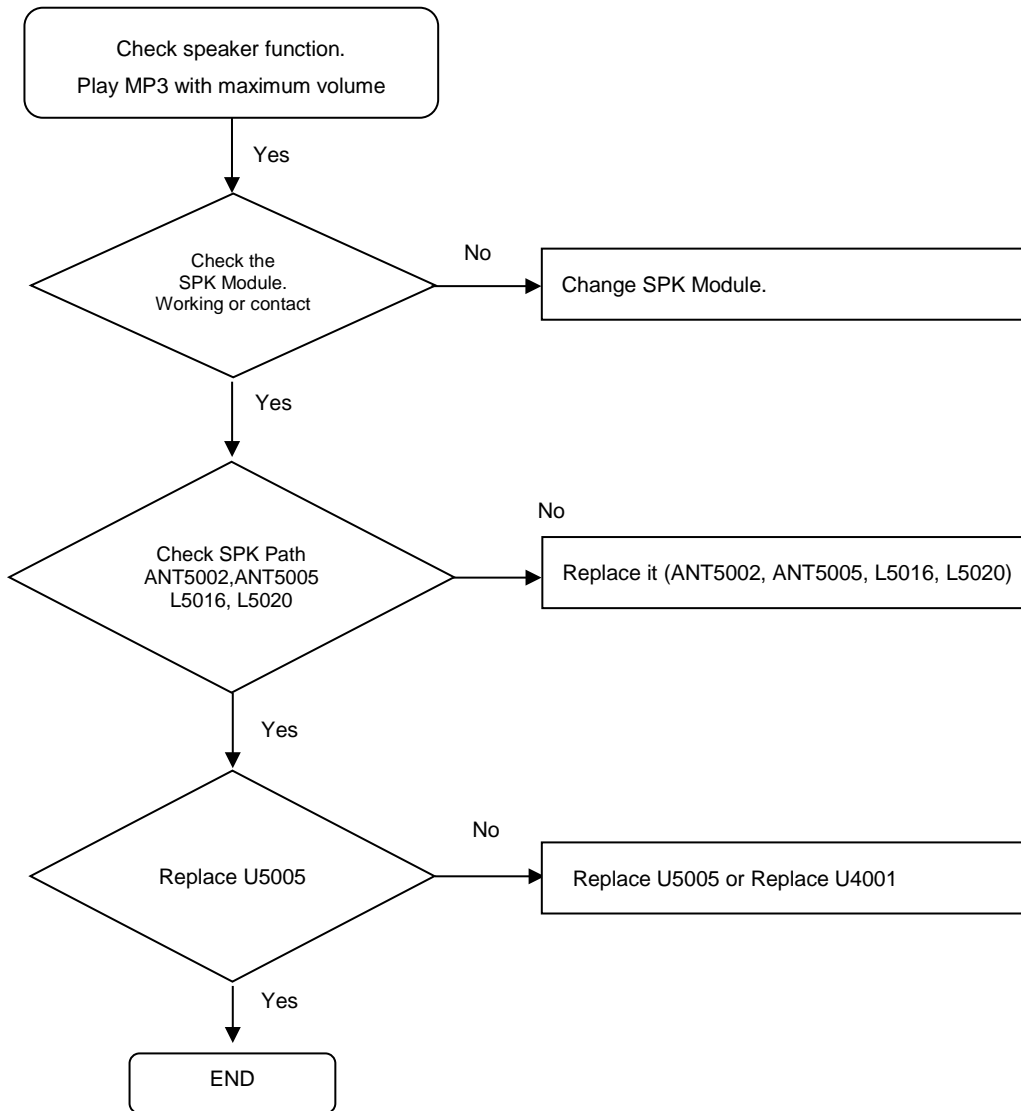 Check speaker function.
Play MP3 with maximum volume
Yes
Check the
SPK Module.
Working or contact
No
Change SPK Module.
Yes
Check SPK Path
ANT5002,ANT5005
L5016, L5020
No
Replace it (ANT5002, ANT5005, L5016, L5020)
Yes
Replace U5005
No
Replace U5005 or Replace U4001
Yes
END